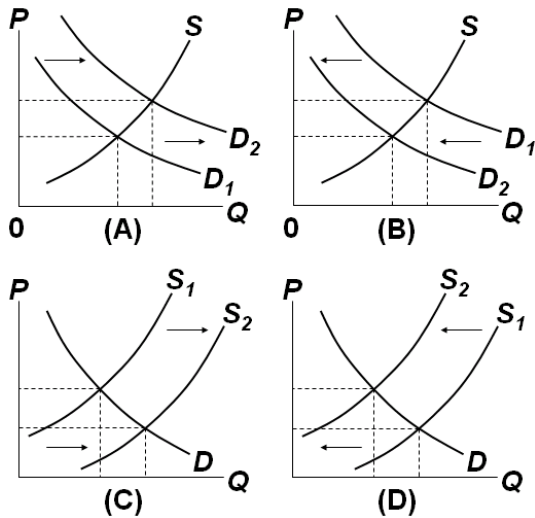 P S P S
D₂ D₁
D₁ D₂
0 (A) Q 0 (B) Q
P S₁ S₂ P S₂ S₁
D Q D Q
(C) (D)